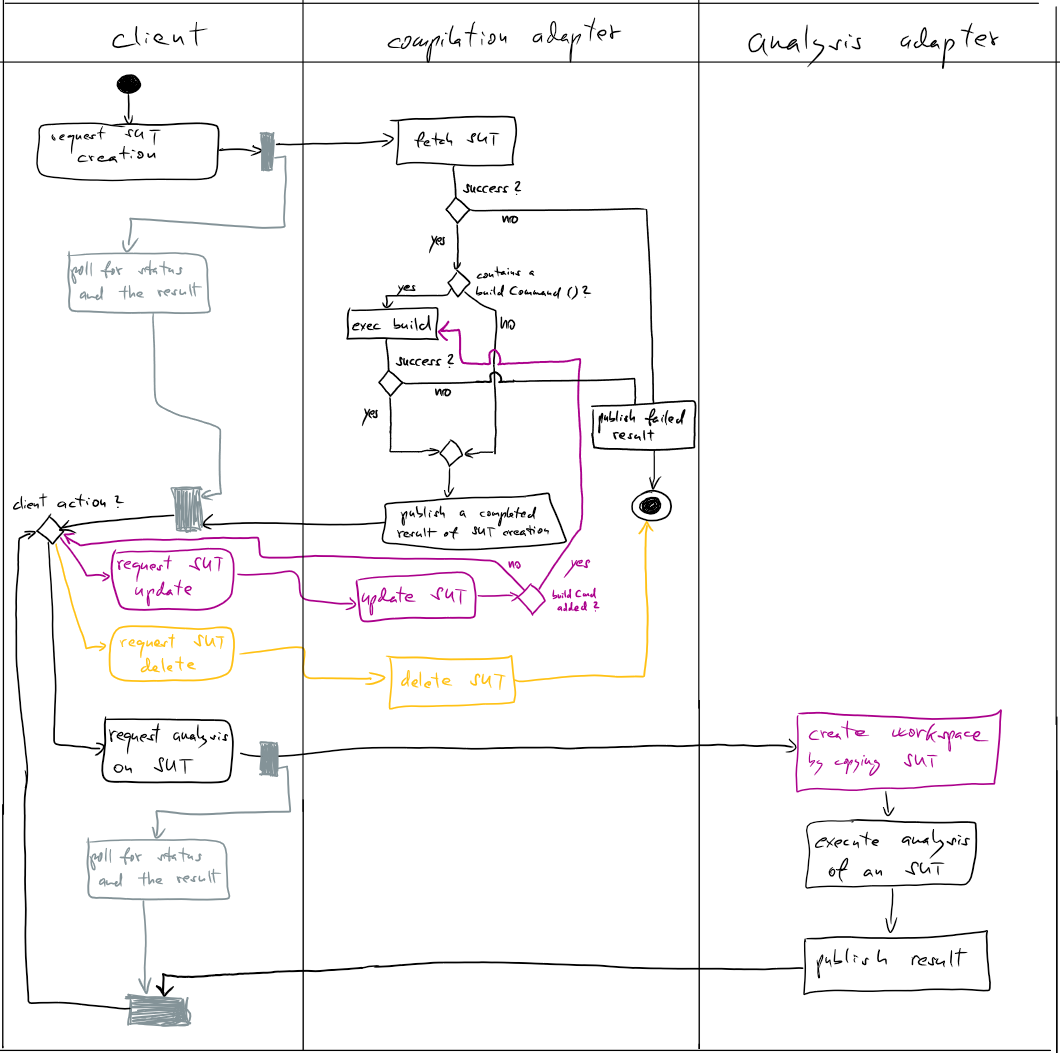 client
compilation adapter
analysis adapter
request SUT
creation
fetch SUT
success?
no
yes
poll for status
and the result
contains a
build Command ()?
yes
no
exec build
success?
no
yes
publish failed
result
client action?
publish a completed
result of SUT creation
no
yes
request SUT
update
update SUT
build Cmd
added?
request SUT
delete
delete SUT
request analysis
on SUT
create workspace
by copying SUT
poll for status
and the result
execute analysis
of an SUT
publish result